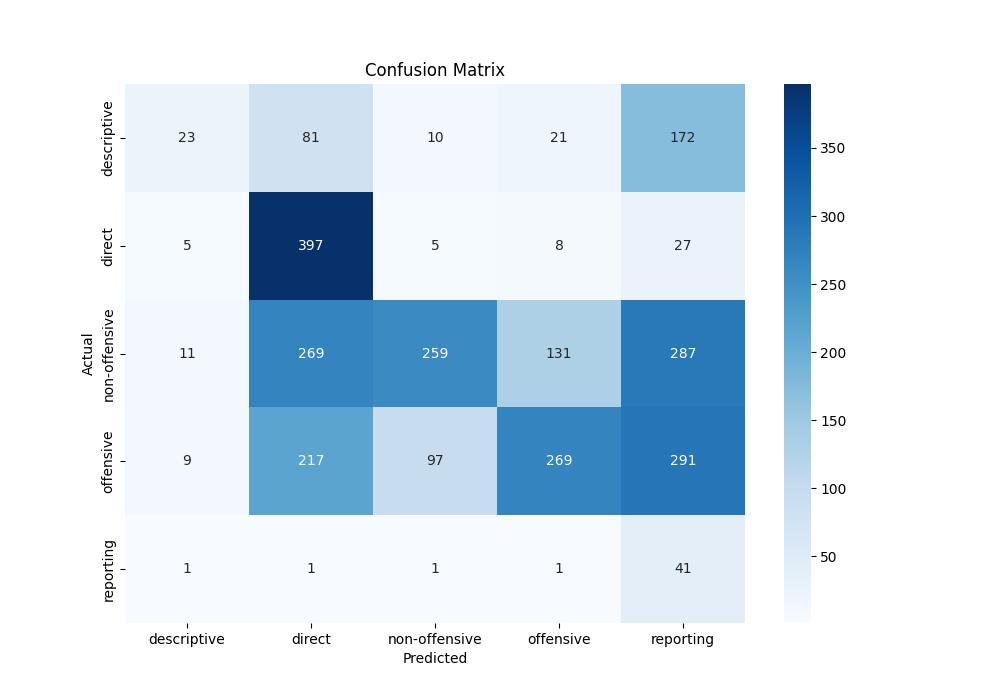 Confusion Matrix
Actual
descriptive 23 81 10 21 172
direct 5 397 5 8 27
non-offensive 11 269 259 131 287
offensive 9 217 97 269 291
reporting 1 1 1 1 41
descriptive direct non-offensive offensive reporting
Predicted
350
300
250
200
150
100
50